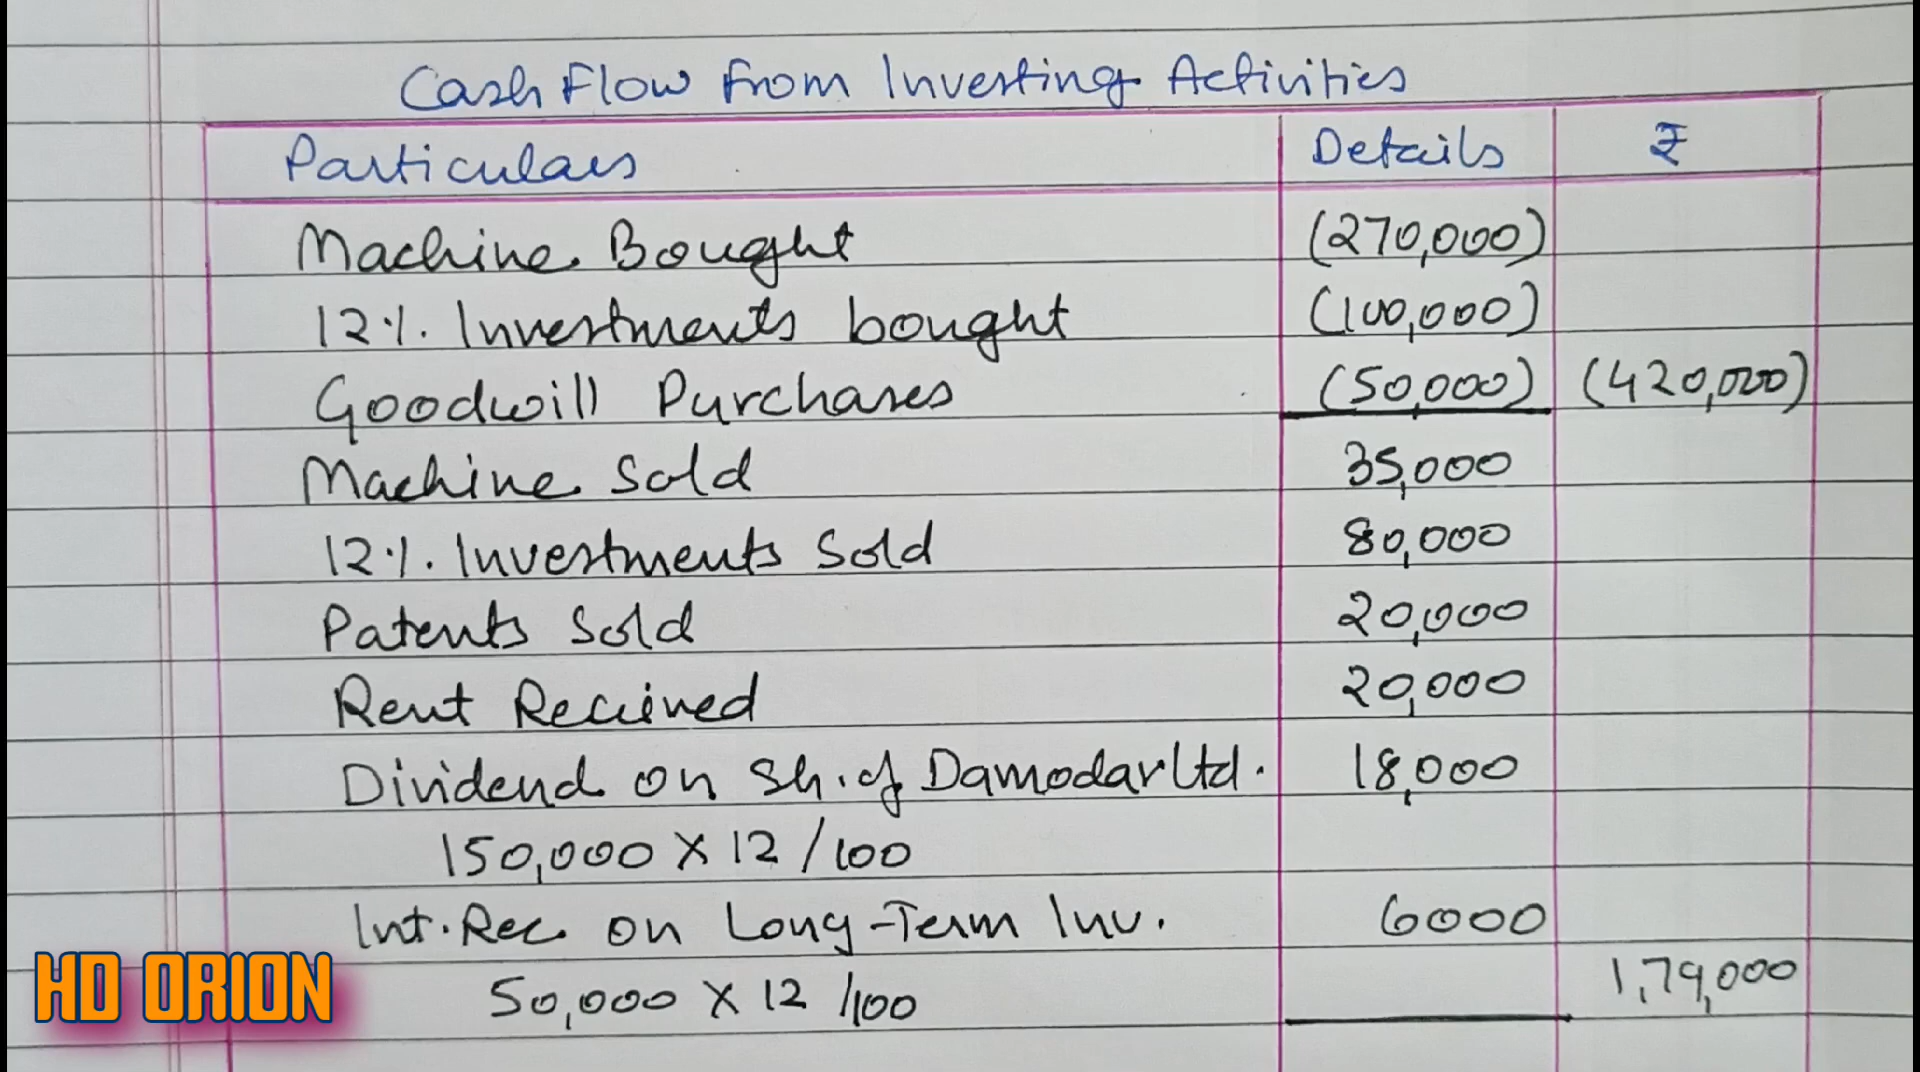 Cash Flow from Investing Activities
Particulars Details ₹
Machine Bought (270,000)
12%. Investments bought (100,000)
Goodwill Purchases (50,000) (420,000)
Machine Sold 35,000
12%. Investments Sold 80,000
Patents Sold 20,000
Rent Received 20,000
Dividend on Sh. of Damodar Ltd. 18,000
150,000 X 12 / 100
Int. Rec. on Long-Term Inv. 6000
1,79,000
50,000 X 12 /100
HD ORION